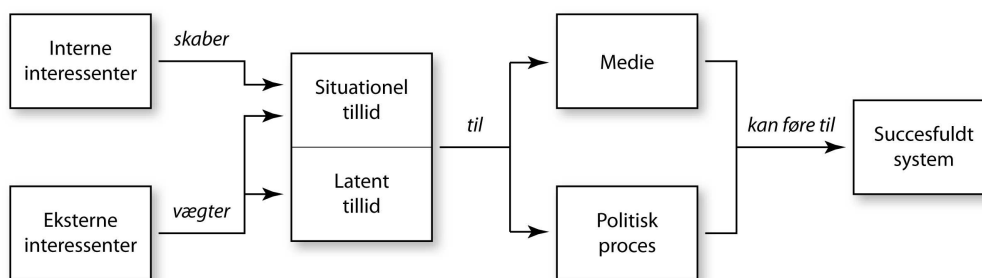 Interne
interessenter
skaber
Eksterne
interessenter
vægter
Situationel
tillid
Latent
tillid
til
Medie
Politisk
proces
kan føre til
Succesfuldt
system